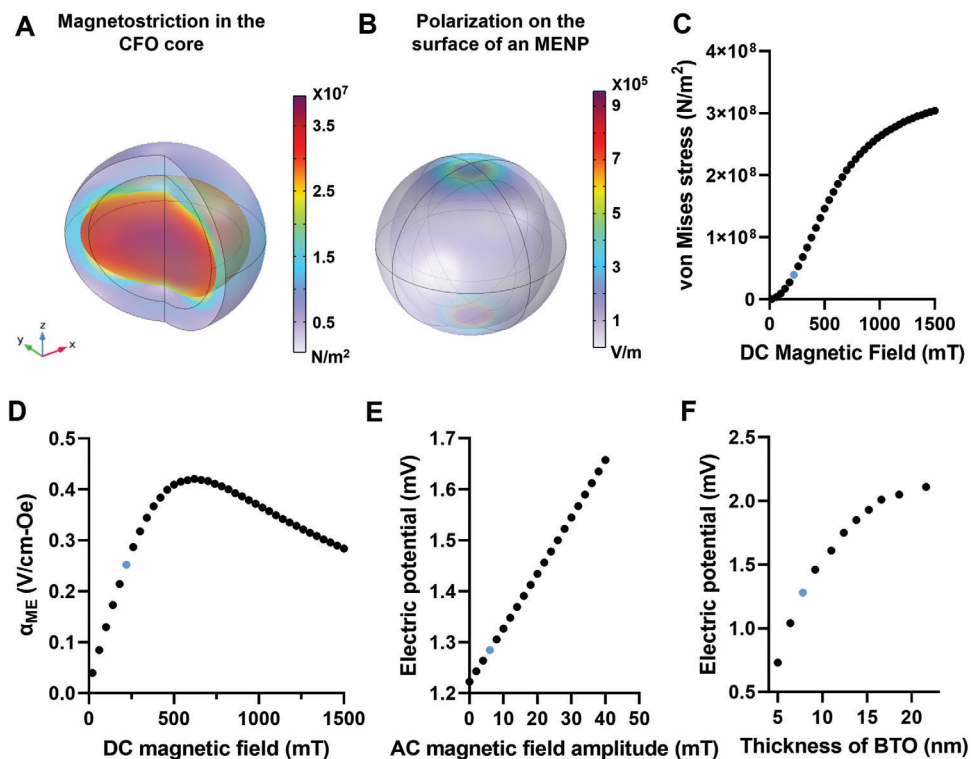 A
Magnetostriction in the
CFO core
X10⁷
3.5
2.5
1.5
0.5
N/m²
z
y
x
B
Polarization on the
surface of an MENP
X10⁵
9
7
5
3
1
V/m
C
von Mises stress (N/m²)
4×10⁸
3×10⁸
2×10⁸
1×10⁸
0
500
1000
1500
DC Magnetic Field (mT)
D
αME (V/cm-Oe)
0.5
0.4
0.3
0.2
0.1
0.0
0
500
1000
1500
DC magnetic field (mT)
E
Electric potential (mV)
1.7
1.6
1.5
1.4
1.3
1.2
0
10
20
30
40
50
AC magnetic field amplitude (mT)
F
Electric potential (mV)
2.5
2.0
1.5
1.0
0.5
5
10
15
20
Thickness of BTO (nm)